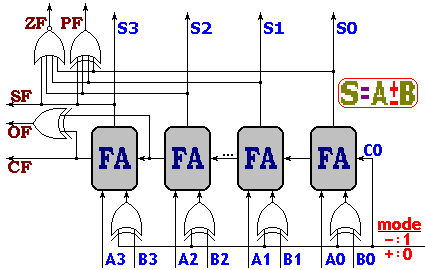 ZF PF S3 S2 S1 S0
SF
S=A±B
OF
CF FA FA ... FA FA C0
mode
-:1
A3 B3 A2 B2 A1 B1 A0 B0 +:0